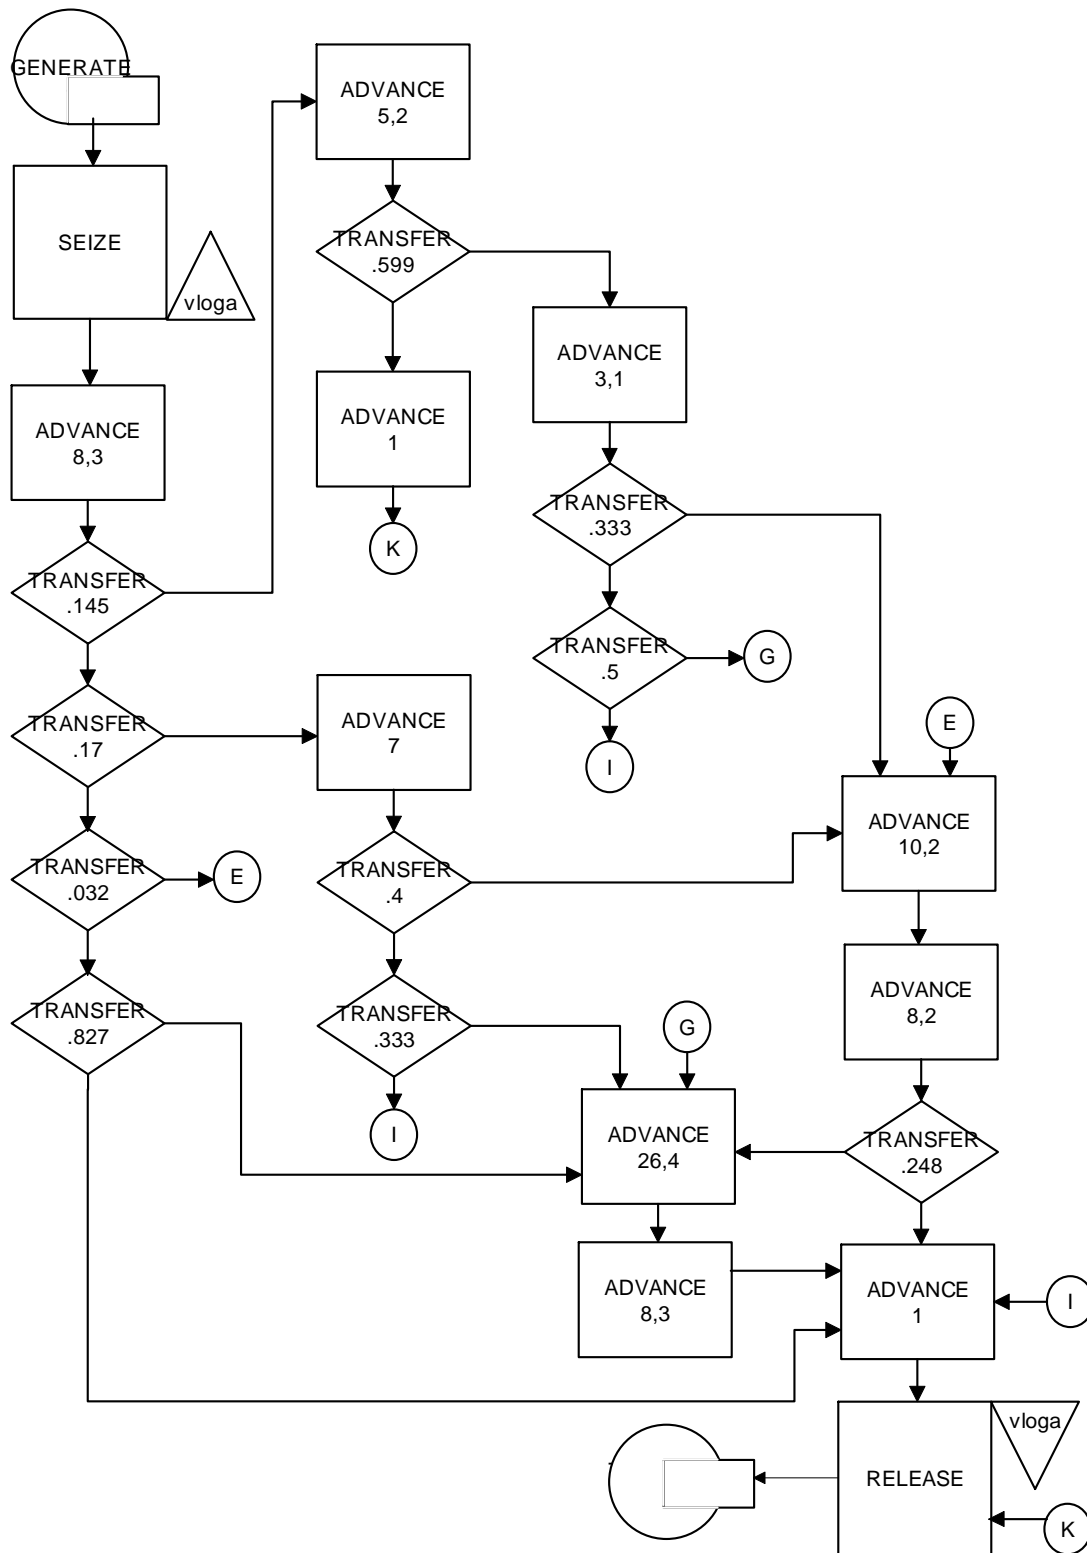 GENERATE
SEIZE
vloga
ADVANCE
8,3
TRANSFER
.145
TRANSFER
.17
TRANSFER
.032
E
TRANSFER
.827
ADVANCE
5,2
TRANSFER
.599
ADVANCE
1
K
ADVANCE
3,1
TRANSFER
.333
TRANSFER
.5
G
I
ADVANCE
7
TRANSFER
.4
TRANSFER
.333
I
E
ADVANCE
10,2
ADVANCE
8,2
TRANSFER
.248
G
ADVANCE
26,4
ADVANCE
8,3
ADVANCE
1
I
RELEASE
vloga
K